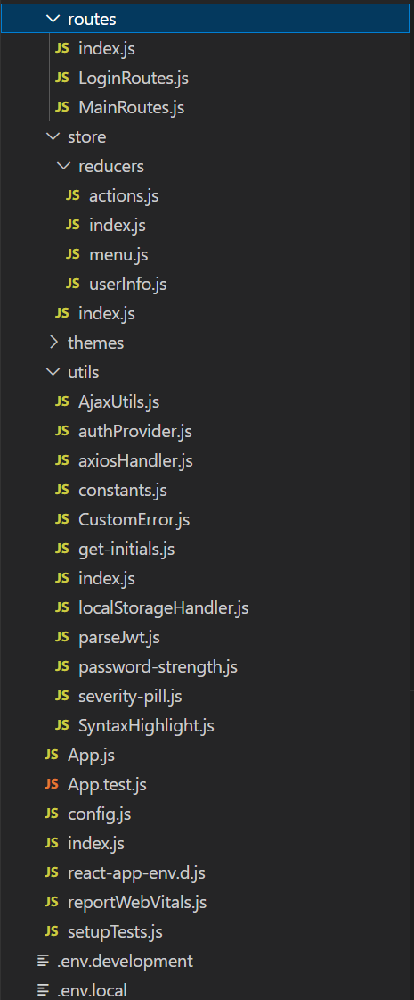 routes
JS index.js
JS LoginRoutes.js
JS MainRoutes.js
store
reducers
JS actions.js
JS index.js
JS menu.js
JS userInfo.js
JS index.js
themes
utils
JS AjaxUtils.js
JS authProvider.js
JS axiosHandler.js
JS constants.js
JS CustomError.js
JS get-initials.js
JS index.js
JS localStorageHandler.js
JS parseJwt.js
JS password-strength.js
JS severity-pill.js
JS SyntaxHighlight.js
JS App.js
JS App.test.js
JS config.js
JS index.js
JS react-app-env.d.js
JS reportWebVitals.js
JS setupTests.js
.env.development
.env.local